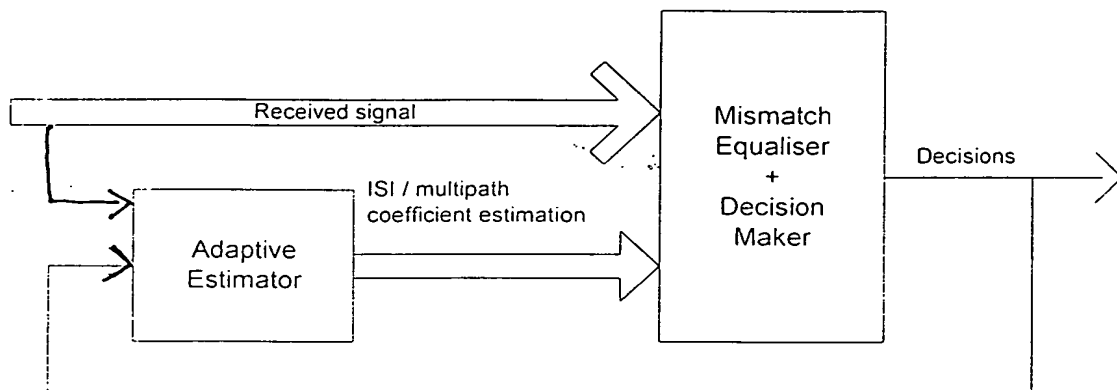 Received signal
Mismatch
Equaliser
+
Decision
Maker
Decisions
ISI / multipath
coefficient estimation
Adaptive
Estimator